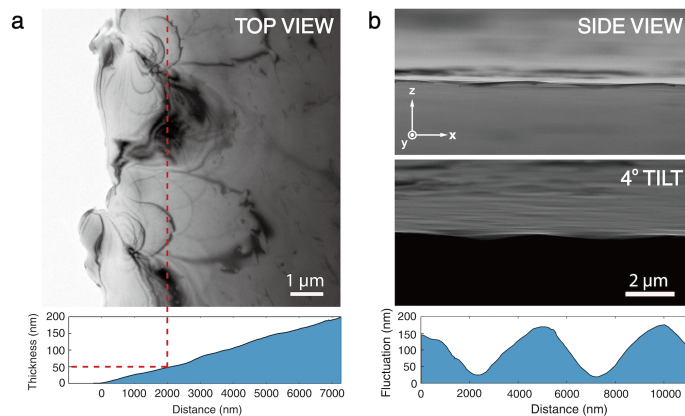 a
TOP VIEW
1 μm
Thickness (nm)
200
150
100
50
0
0 1000 2000 3000 4000 5000 6000 7000
Distance (nm)
b
SIDE VIEW
z
y
x
4° TILT
2 μm
Fluctuation (nm)
200
150
100
50
0
0 2000 4000 6000 8000 10000
Distance (nm)